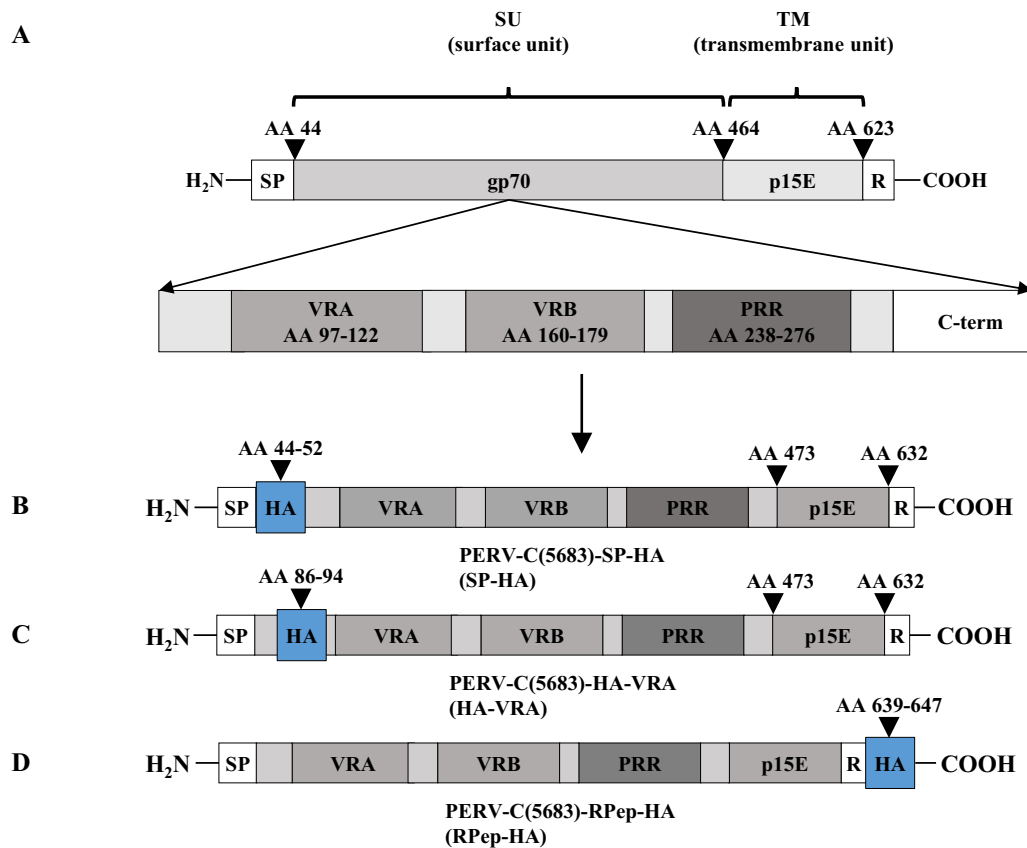 A
SU
(surface unit)
TM
(transmembrane unit)
AA 44
AA 464
AA 623
H2N
SP
gp70
p15E
R
COOH
VRA
AA 97-122
VRB
AA 160-179
PRR
AA 238-276
C-term
B
AA 44-52
AA 473
AA 632
H2N
SP
HA
VRA
VRB
PRR
p15E
R
COOH
PERV-C(5683)-SP-HA
(SP-HA)
C
AA 86-94
AA 473
AA 632
H2N
SP
HA
VRA
VRB
PRR
p15E
R
COOH
PERV-C(5683)-HA-VRA
(HA-VRA)
D
AA 639-647
H2N
SP
VRA
VRB
PRR
p15E
R
HA
COOH
PERV-C(5683)-RPep-HA
(RPep-HA)